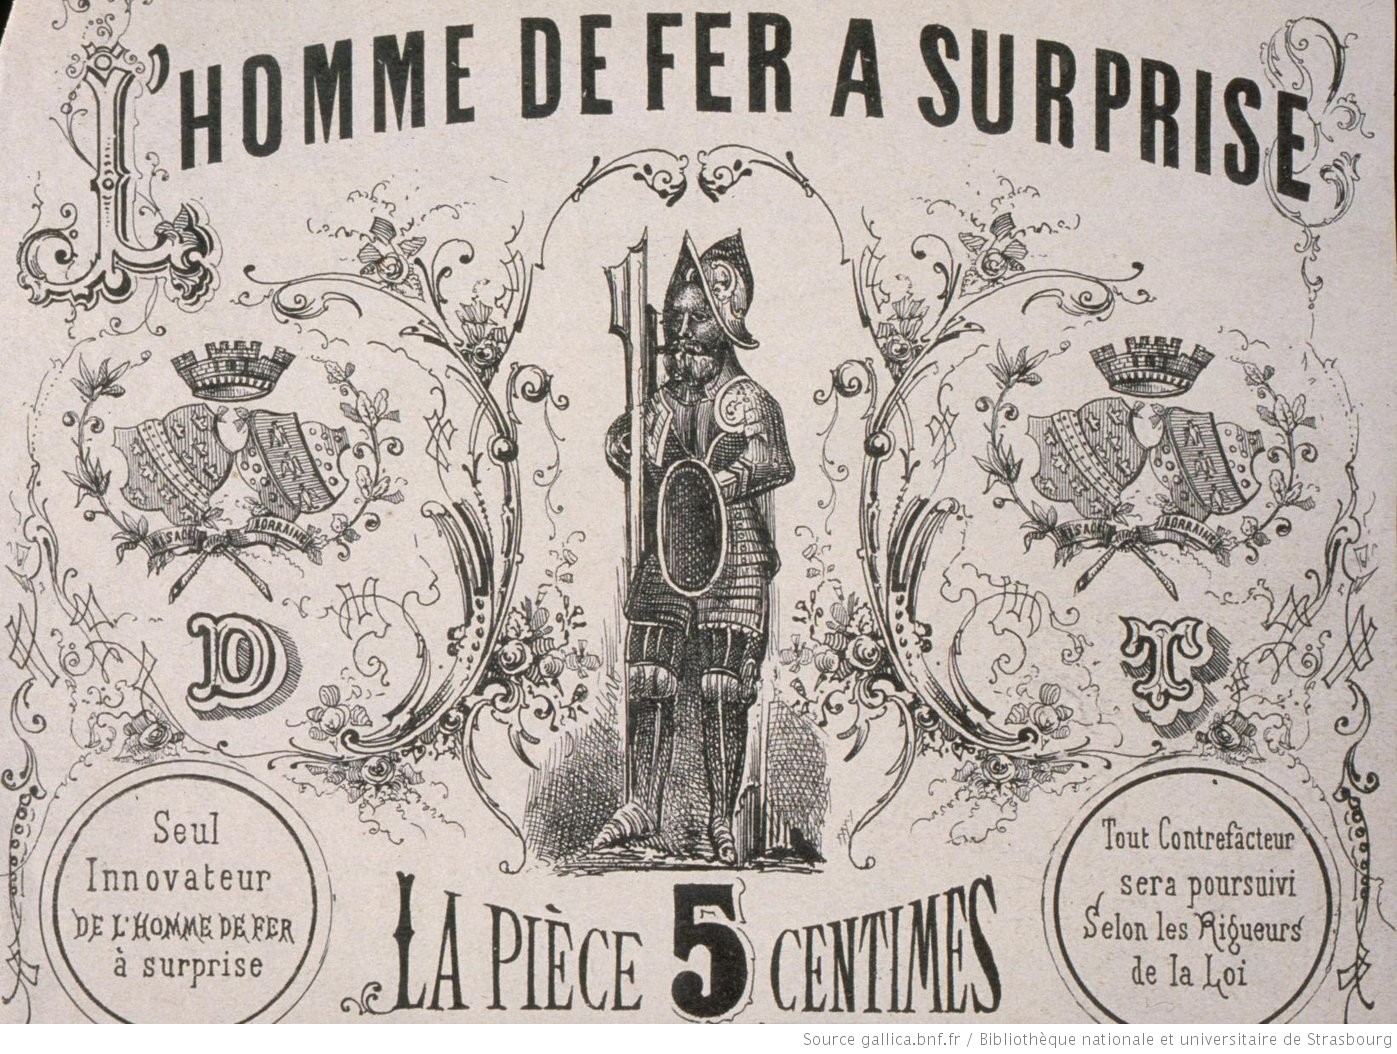 L'HOMME DE FER A SURPRISE
ALSACE LORRAINE
ALSACE LORRAINE
D T
Seul
Innovateur
DE L'HOMME DE FER
à surprise
Tout Contrefacteur
sera poursuivi
Selon les Rigueurs
de la Loi
LA PIÈCE 5 CENTIMES
Source gallica.bnf.fr / Bibliothèque nationale et universitaire de Strasbourg